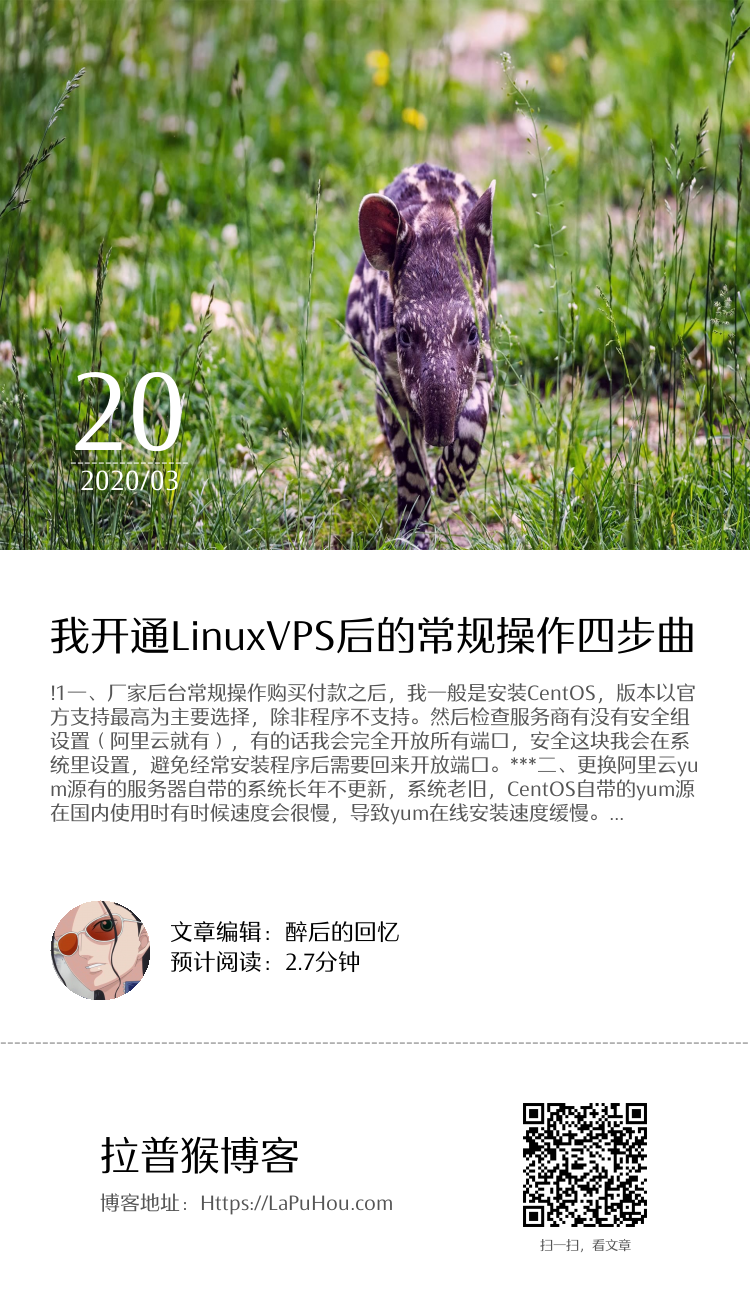 20
2020/03
我开通LinuxVPS后的常规操作四步曲
!1一、厂家后台常规操作购买付款之后，我一般是安装CentOS，版本以官
方支持最高为主要选择，除非程序不支持。然后检查服务商有没有安全组
设置（阿里云就有），有的话我会完全开放所有端口，安全这块我会在系
统里设置，避免经常安装程序后需要回来开放端口。***二、更换阿里云yu
m源有的服务器自带的系统长年不更新，系统老旧，CentOS自带的yum源
在国内使用时有时候速度会很慢，导致yum在线安装速度缓慢。...
文章编辑：醉后的回忆
预计阅读：2.7分钟
拉普猴博客
博客地址：Https://LaPuHou.com
扫一扫，看文章